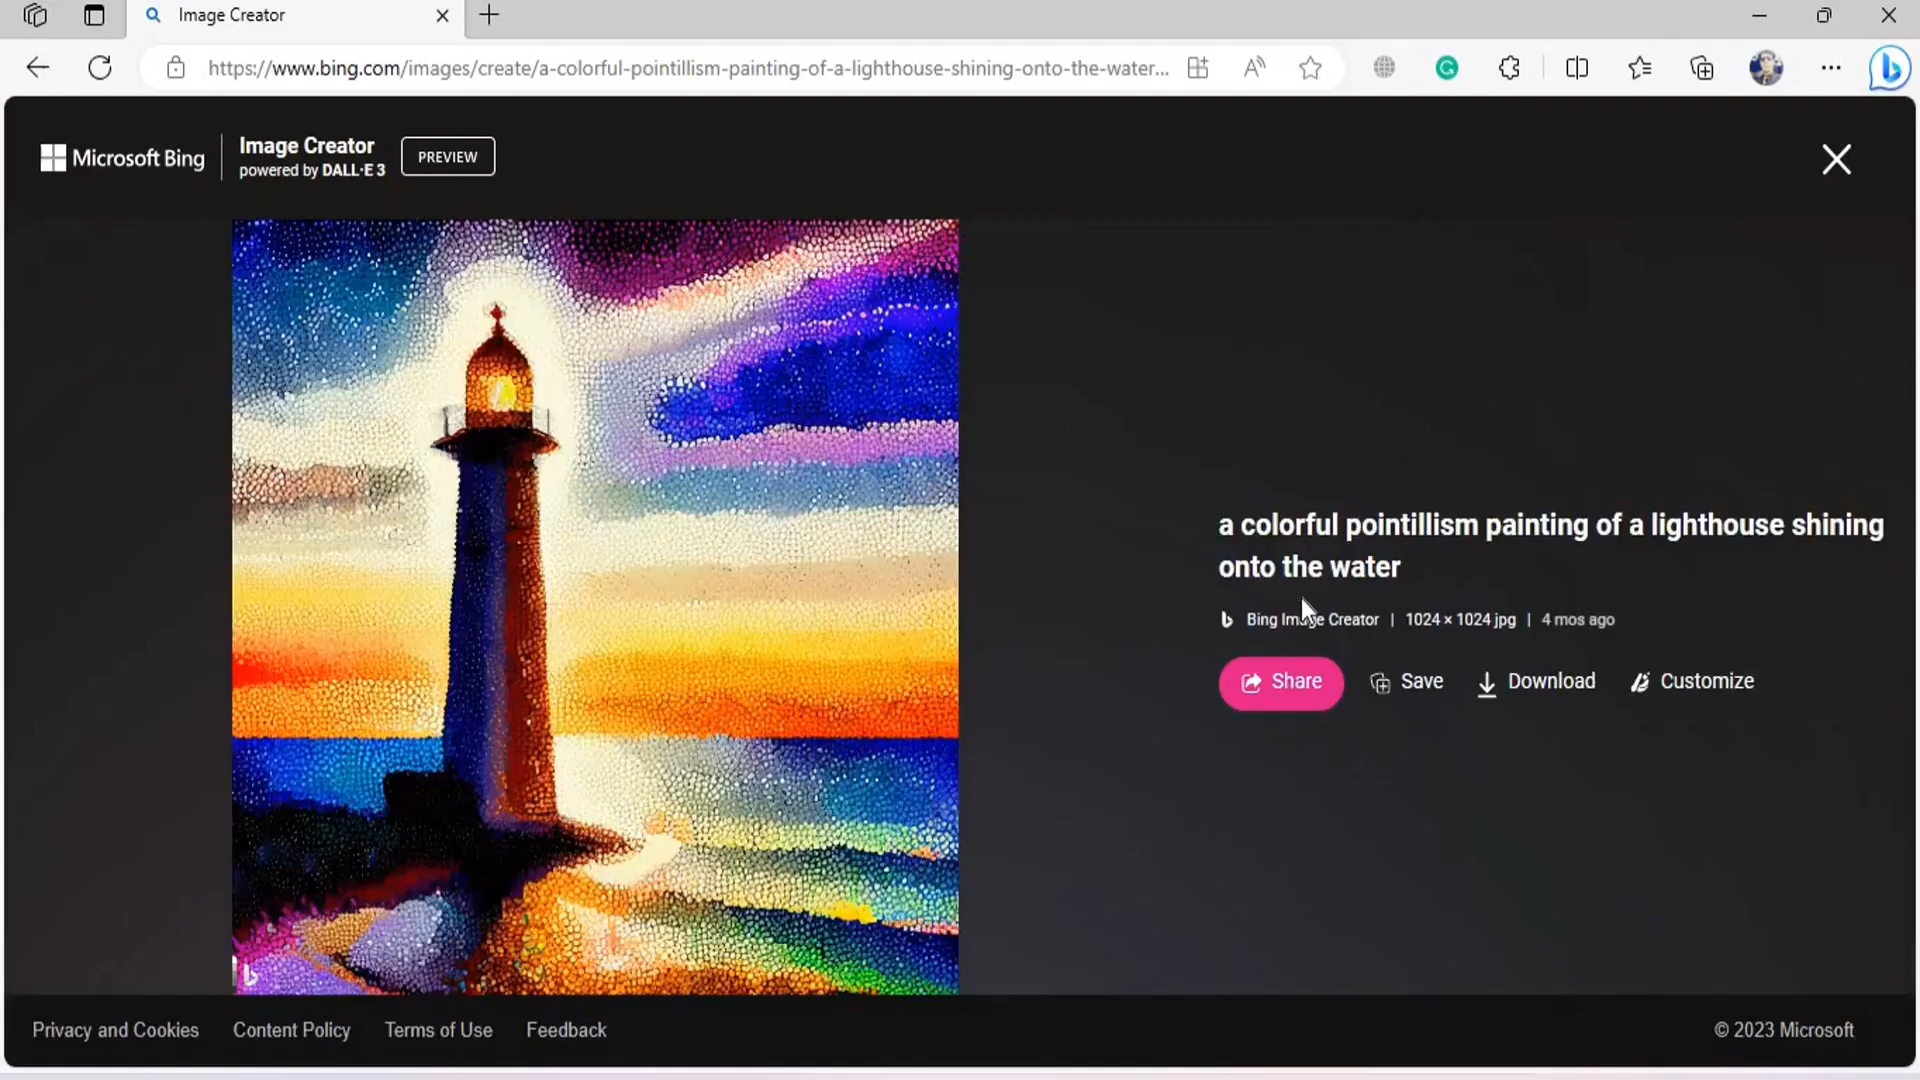 Image Creator
https://www.bing.com/images/create/a-colorful-pointillism-painting-of-a-lighthouse-shining-onto-the-water...
Microsoft Bing
Image Creator
powered by DALL·E 3
PREVIEW
a colorful pointillism painting of a lighthouse shining
onto the water
Bing Image Creator | 1024 × 1024 jpg | 4 mos ago
Share Save Download Customize
Privacy and Cookies Content Policy Terms of Use Feedback © 2023 Microsoft